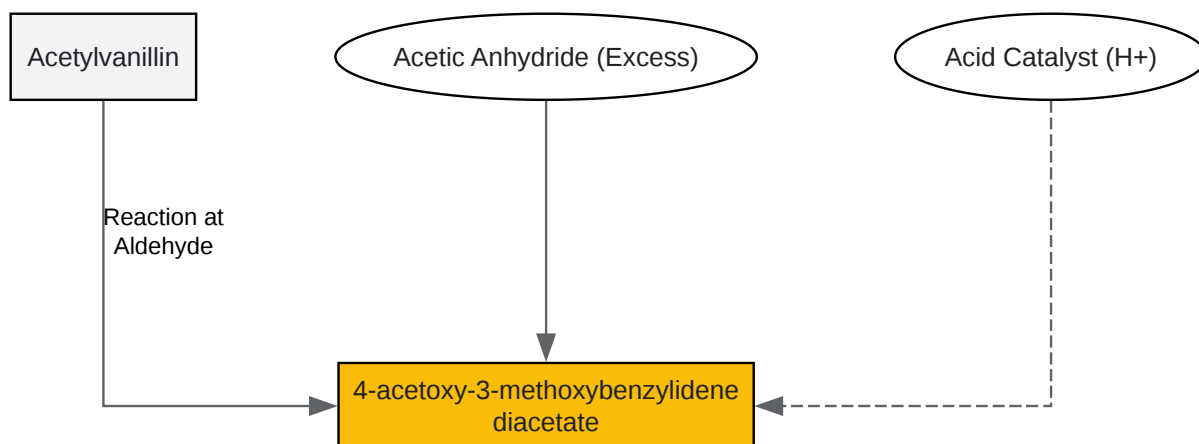 Acetylvanillin
Acetic Anhydride (Excess)
Acid Catalyst (H+)
Reaction at
Aldehyde
4-acetoxy-3-methoxybenzylidene
diacetate